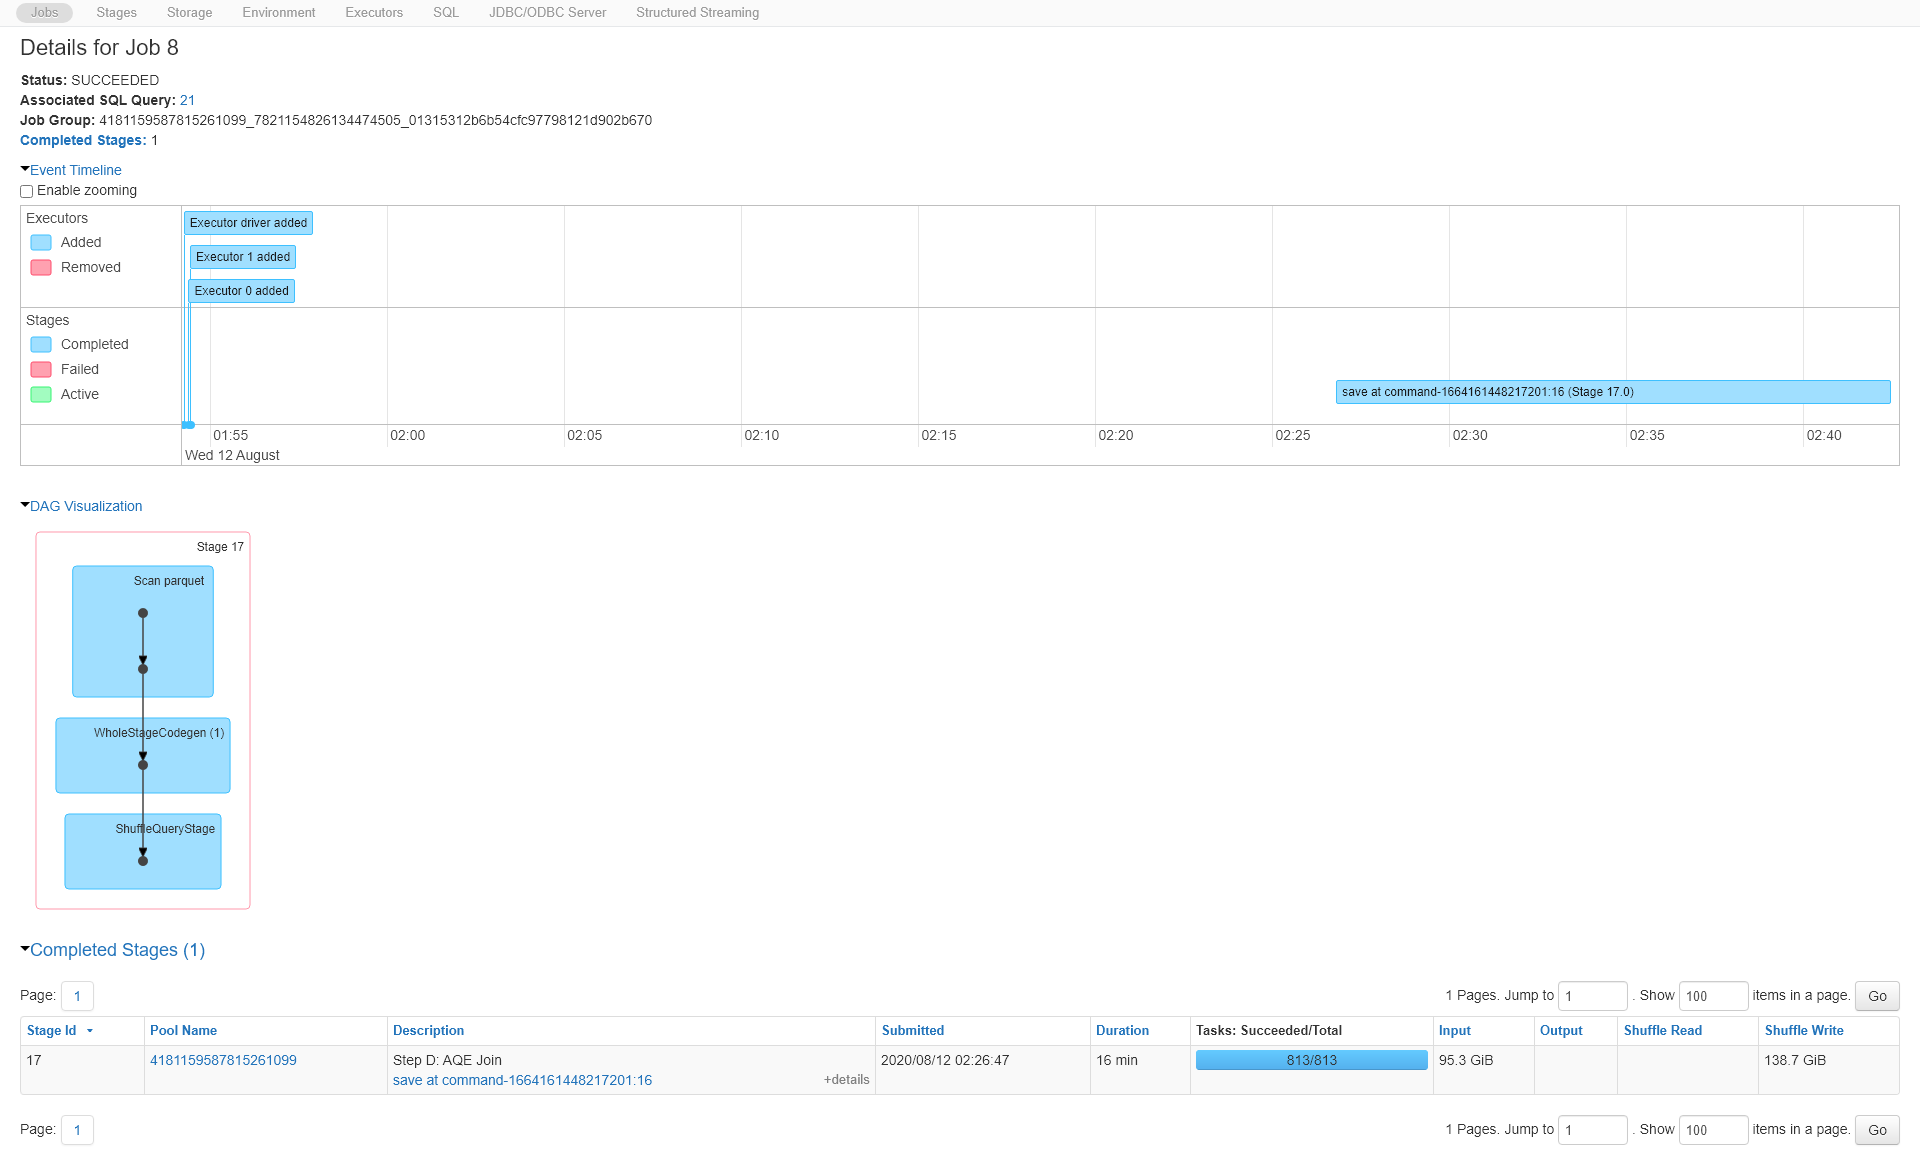 Jobs Stages Storage Environment Executors SQL JDBC/ODBC Server Structured Streaming
Details for Job 8
Status: SUCCEEDED
Associated SQL Query: 21
Job Group: 4181159587815261099_7821154826134474505_01315312b6b54cfc97798121d902b670
Completed Stages: 1
Event Timeline
Enable zooming
Executors
Added
Removed
Executor driver added
Executor 1 added
Executor 0 added
Stages
Completed
Failed
Active
save at command-1664161448217201:16 (Stage 17.0)
01:55 02:00 02:05 02:10 02:15 02:20 02:25 02:30 02:35 02:40
Wed 12 August
DAG Visualization
Stage 17
Scan parquet
WholeStageCodegen (1)
ShuffleQueryStage
Completed Stages (1)
Page: 1 1 Pages. Jump to 1 . Show 100 items in a page. Go
Stage Id Pool Name Description Submitted Duration Tasks: Succeeded/Total Input Output Shuffle Read Shuffle Write
17 4181159587815261099 Step D: AQE Join 2020/08/12 02:26:47 16 min 813/813 95.3 GiB 138.7 GiB
save at command-1664161448217201:16 +details
Page: 1 1 Pages. Jump to 1 . Show 100 items in a page. Go